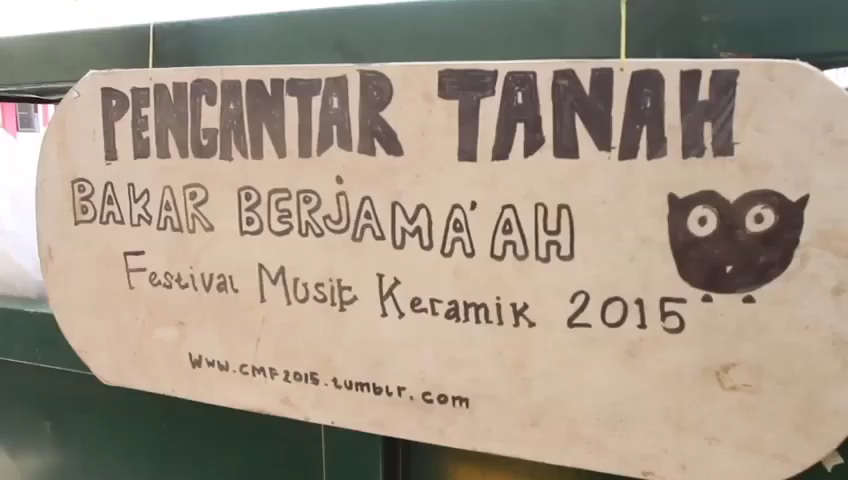 PENGANTAR TANAH
BAKAR BERJAMA'AH
Festival Musik Keramik 2015
www.CMF2015.tumblr.com